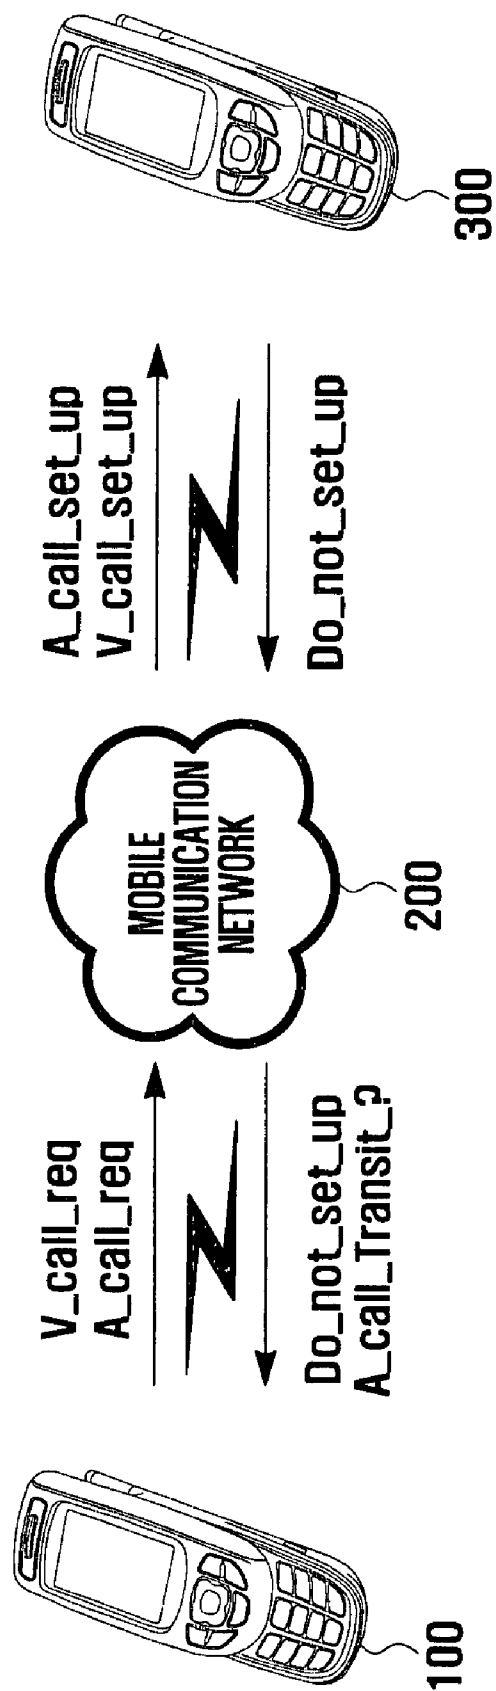 V_call_req
A_call_req
Do_not_set_up
A_call_Transit_?
100
MOBILE
COMMUNICATION
NETWORK
200
A_call_set_up
V_call_set_up
Do_not_set_up
300